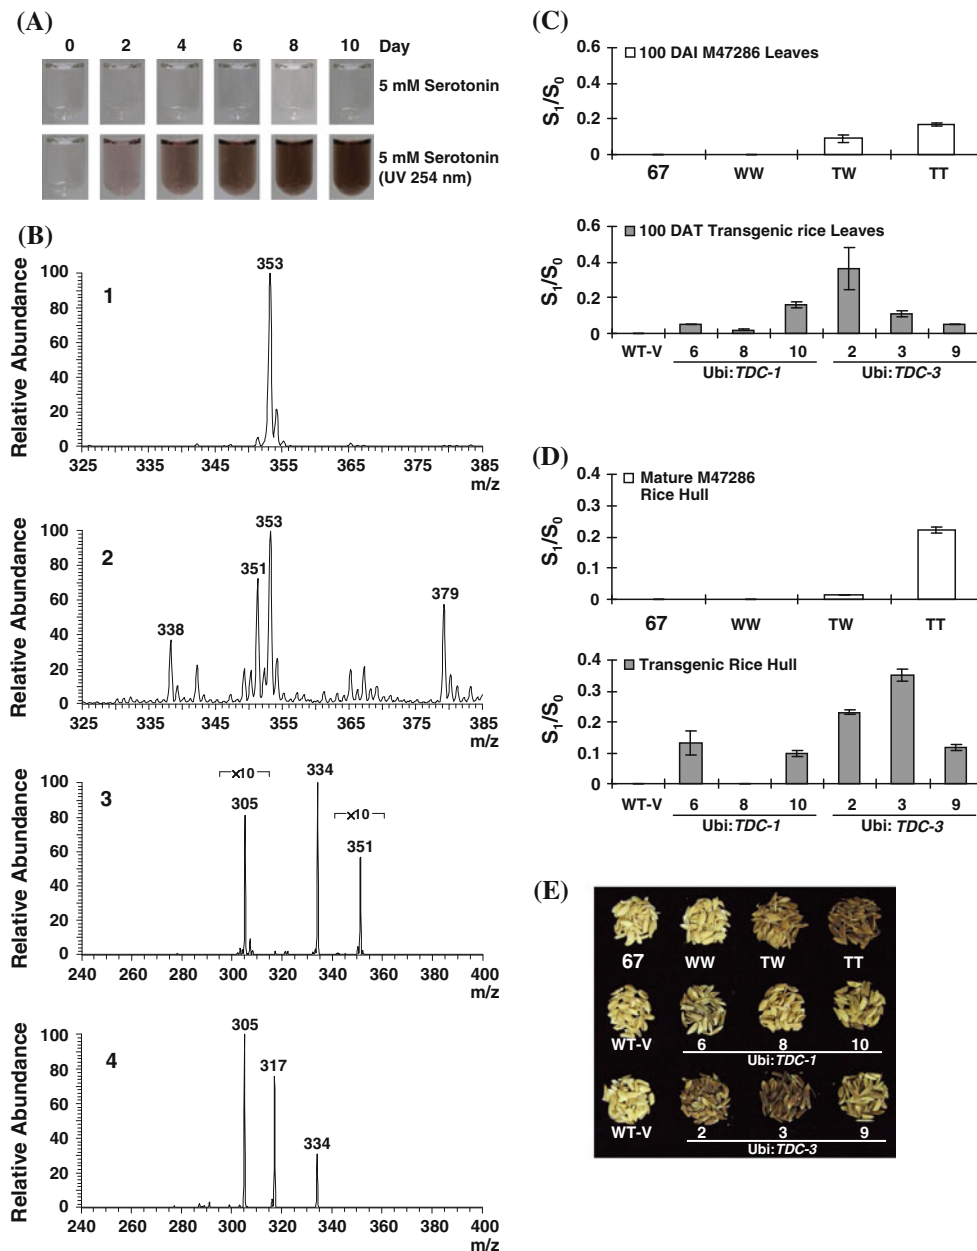 (A)
0 2 4 6 8 10 Day
5 mM Serotonin
5 mM Serotonin
(UV 254 nm)
(B)
1
353
Relative Abundance
100
80
60
40
20
0
325 335 345 355 365 375 385
m/z
2
353
351
338
379
Relative Abundance
100
80
60
40
20
0
325 335 345 355 365 375 385
m/z
3
×10
305
334
×10
351
Relative Abundance
100
80
60
40
20
0
240 260 280 300 320 340 360 380 400
m/z
4
305
317
334
Relative Abundance
100
80
60
40
20
0
240 260 280 300 320 340 360 380 400
m/z
(C)
100 DAI M47286 Leaves
S1/S0
0.6
0.4
0.2
0
67 WW TW TT
100 DAT Transgenic rice Leaves
S1/S0
0.6
0.4
0.2
0
WT-V 6 8 10 2 3 9
Ubi:TDC-1 Ubi:TDC-3
(D)
Mature M47286
Rice Hull
S1/S0
0.4
0.3
0.2
0.1
0
67 WW TW TT
Transgenic Rice Hull
S1/S0
0.4
0.3
0.2
0.1
0
WT-V 6 8 10 2 3 9
Ubi:TDC-1 Ubi: TDC-3
(E)
67 WW TW TT
WT-V 6 8 10
Ubi:TDC-1
WT-V 2 3 9
Ubi:TDC-3